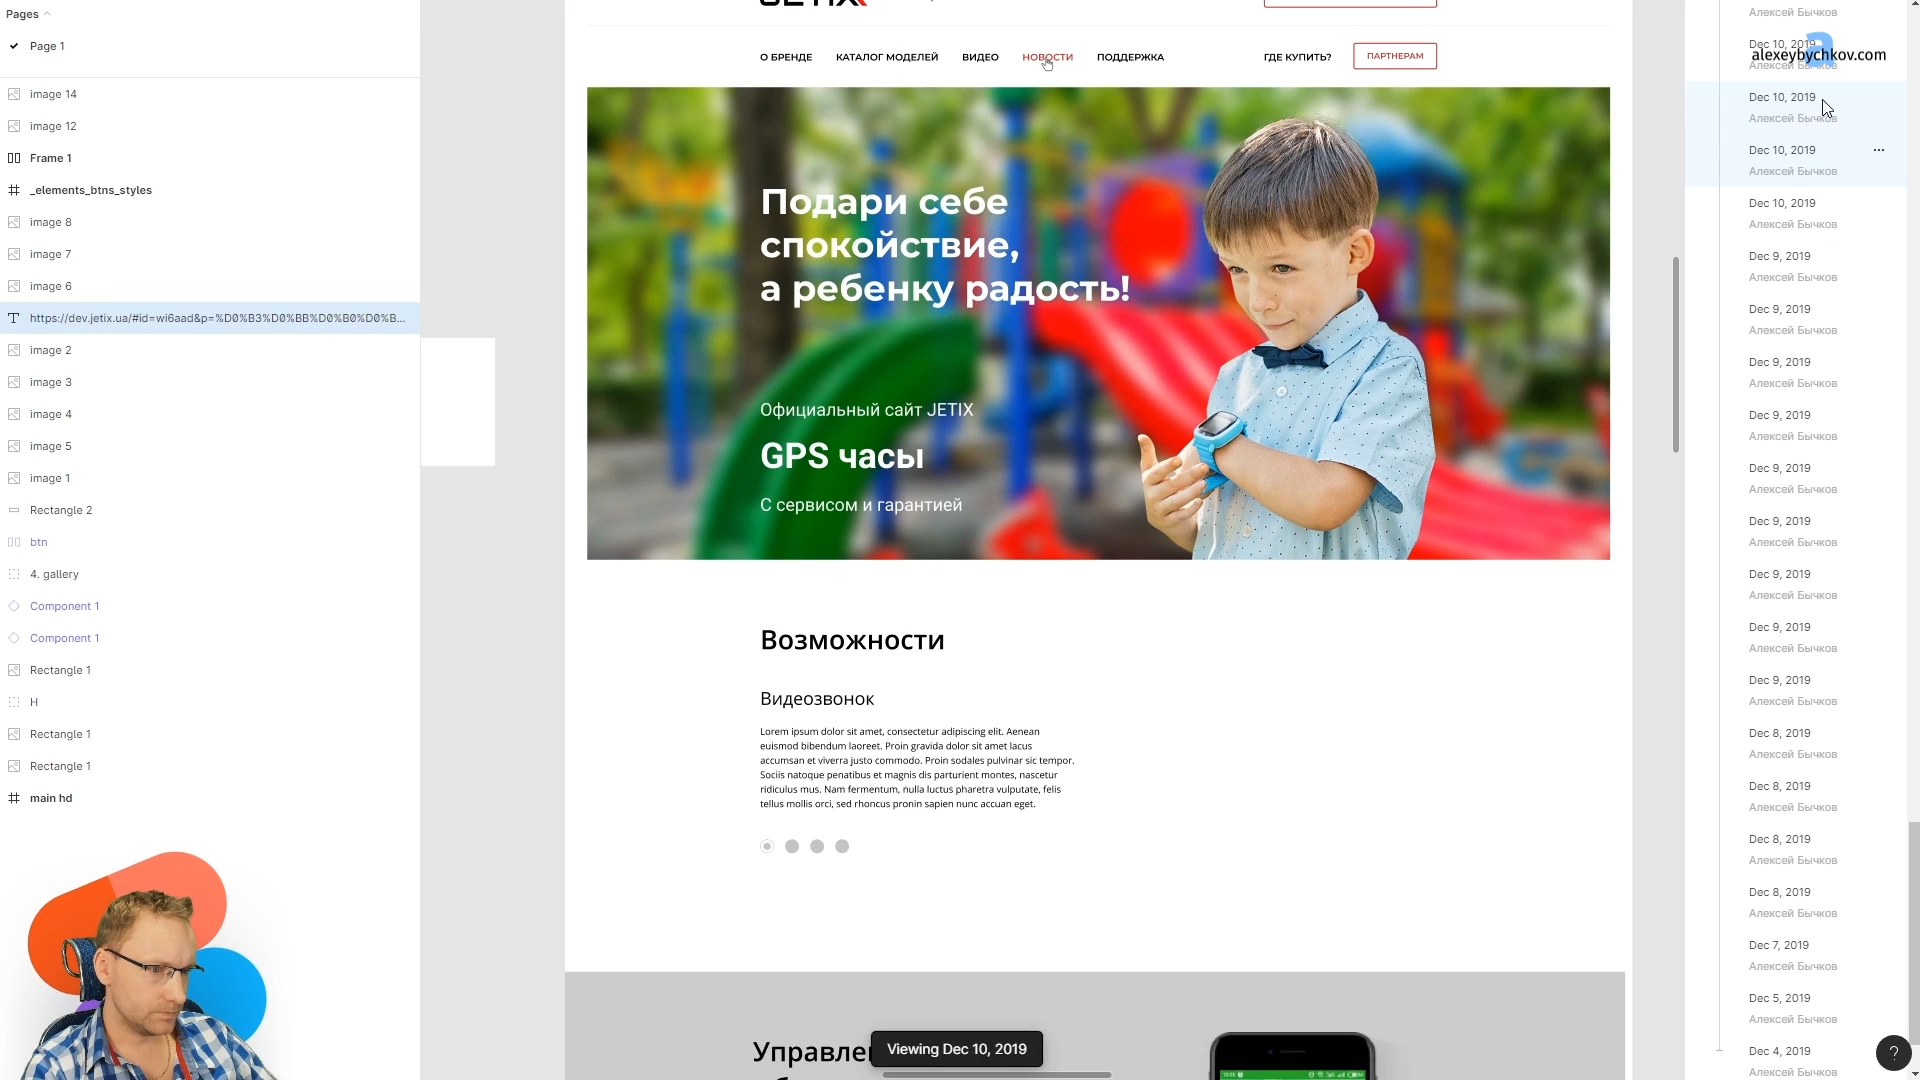 Pages
Page 1
image 14
image 12
Frame 1
_elements_btns_styles
image 8
image 7
image 6
https://dev.jetix.ua/#id=wi6aad&p=%D0%B3%D0%BB%D0%B0%D0%B...
image 2
image 3
image 4
image 5
image 1
Rectangle 2
btn
4. gallery
Component 1
Component 1
Rectangle 1
H
Rectangle 1
Rectangle 1
main hd
JETIX
О БРЕНДЕ КАТАЛОГ МОДЕЛЕЙ ВИДЕО НОВОСТИ ПОДДЕРЖКА ГДЕ КУПИТЬ? ПАРТНЕРАМ
Подари себе
спокойствие,
а ребенку радость!
Официальный сайт JETIX
GPS часы
С сервисом и гарантией
Возможности
Видеозвонок
Lorem ipsum dolor sit amet, consectetur adipiscing elit. Aenean
euismod bibendum laoreet. Proin gravida dolor sit amet lacus
accumsan et viverra justo commodo. Proin sodales pulvinar sic tempor.
Sociis natoque penatibus et magnis dis parturient montes, nascetur
ridiculus mus. Nam fermentum, nulla luctus pharetra vulputate, felis
tellus mollis orci, sed rhoncus pronin sapien nunc accuan eget.
Управле
Viewing Dec 10, 2019
Алексей Бычков
Dec 10, 2019
alexeybychkov.com
Алексей Бычков
Dec 10, 2019
Алексей Бычков
Dec 10, 2019
Алексей Бычков
Dec 10, 2019
Алексей Бычков
Dec 9, 2019
Алексей Бычков
Dec 9, 2019
Алексей Бычков
Dec 9, 2019
Алексей Бычков
Dec 9, 2019
Алексей Бычков
Dec 9, 2019
Алексей Бычков
Dec 9, 2019
Алексей Бычков
Dec 9, 2019
Алексей Бычков
Dec 9, 2019
Алексей Бычков
Dec 9, 2019
Алексей Бычков
Dec 8, 2019
Алексей Бычков
Dec 8, 2019
Алексей Бычков
Dec 8, 2019
Алексей Бычков
Dec 8, 2019
Алексей Бычков
Dec 7, 2019
Алексей Бычков
Dec 5, 2019
Алексей Бычков
Dec 4, 2019
Алексей Бычков
?